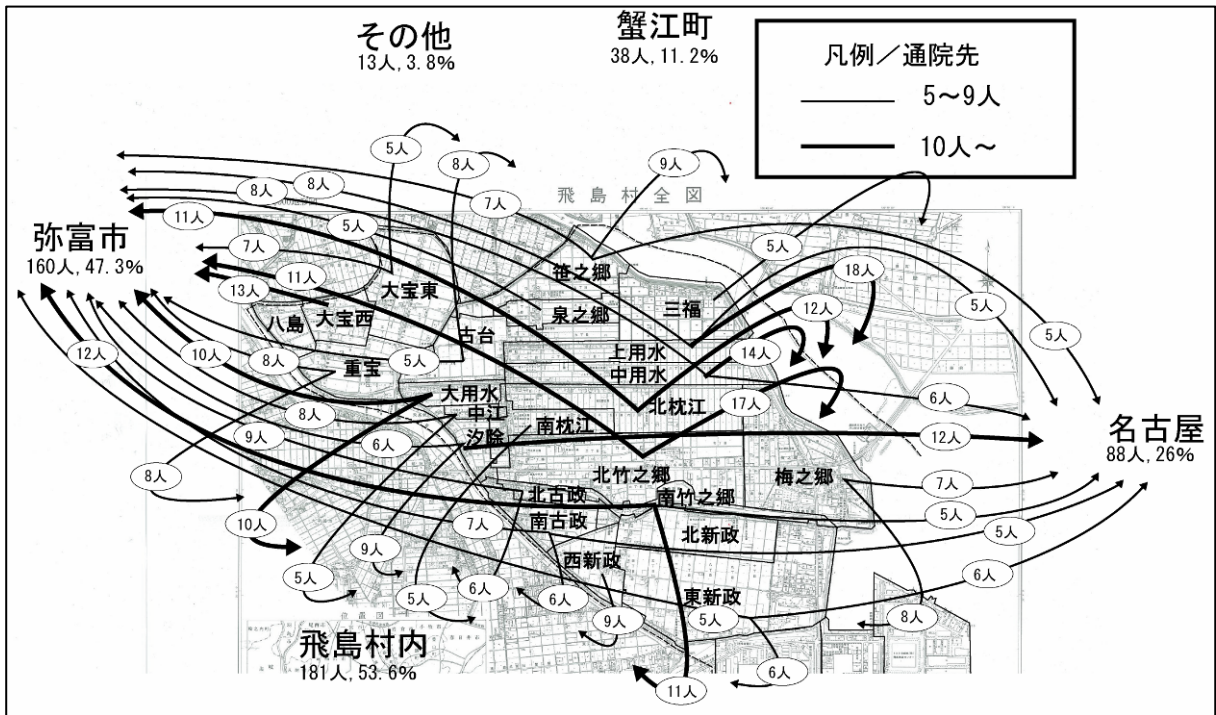 その他
13人, 3.8%
蟹江町
38人, 11.2%
凡例／通院先
5～9人
10人～
飛島村全図
5人
8人
9人
8人
8人
7人
11人
5人
5人
18人
弥富市
160人, 47.3%
7人
11人
13人
笹之郷
大宝東
三福
12人
5人
5人
八島
大宝西
泉之郷
古台
12人
10人
8人
重宝
5人
上用水
14人
中用水
大用水
北枕江
17人
6人
中江
8人
南枕江
汐除
名古屋
88人, 26%
9人
6人
12人
8人
北竹之郷
梅之郷
7人
北古政
南竹之郷
10人
南古政
7人
北新政
5人
5人
9人
西新政
5人
5人
6人
6人
東新政
6人
9人
5人
8人
位置図
飛島村内
181人, 53.6%
11人
6人